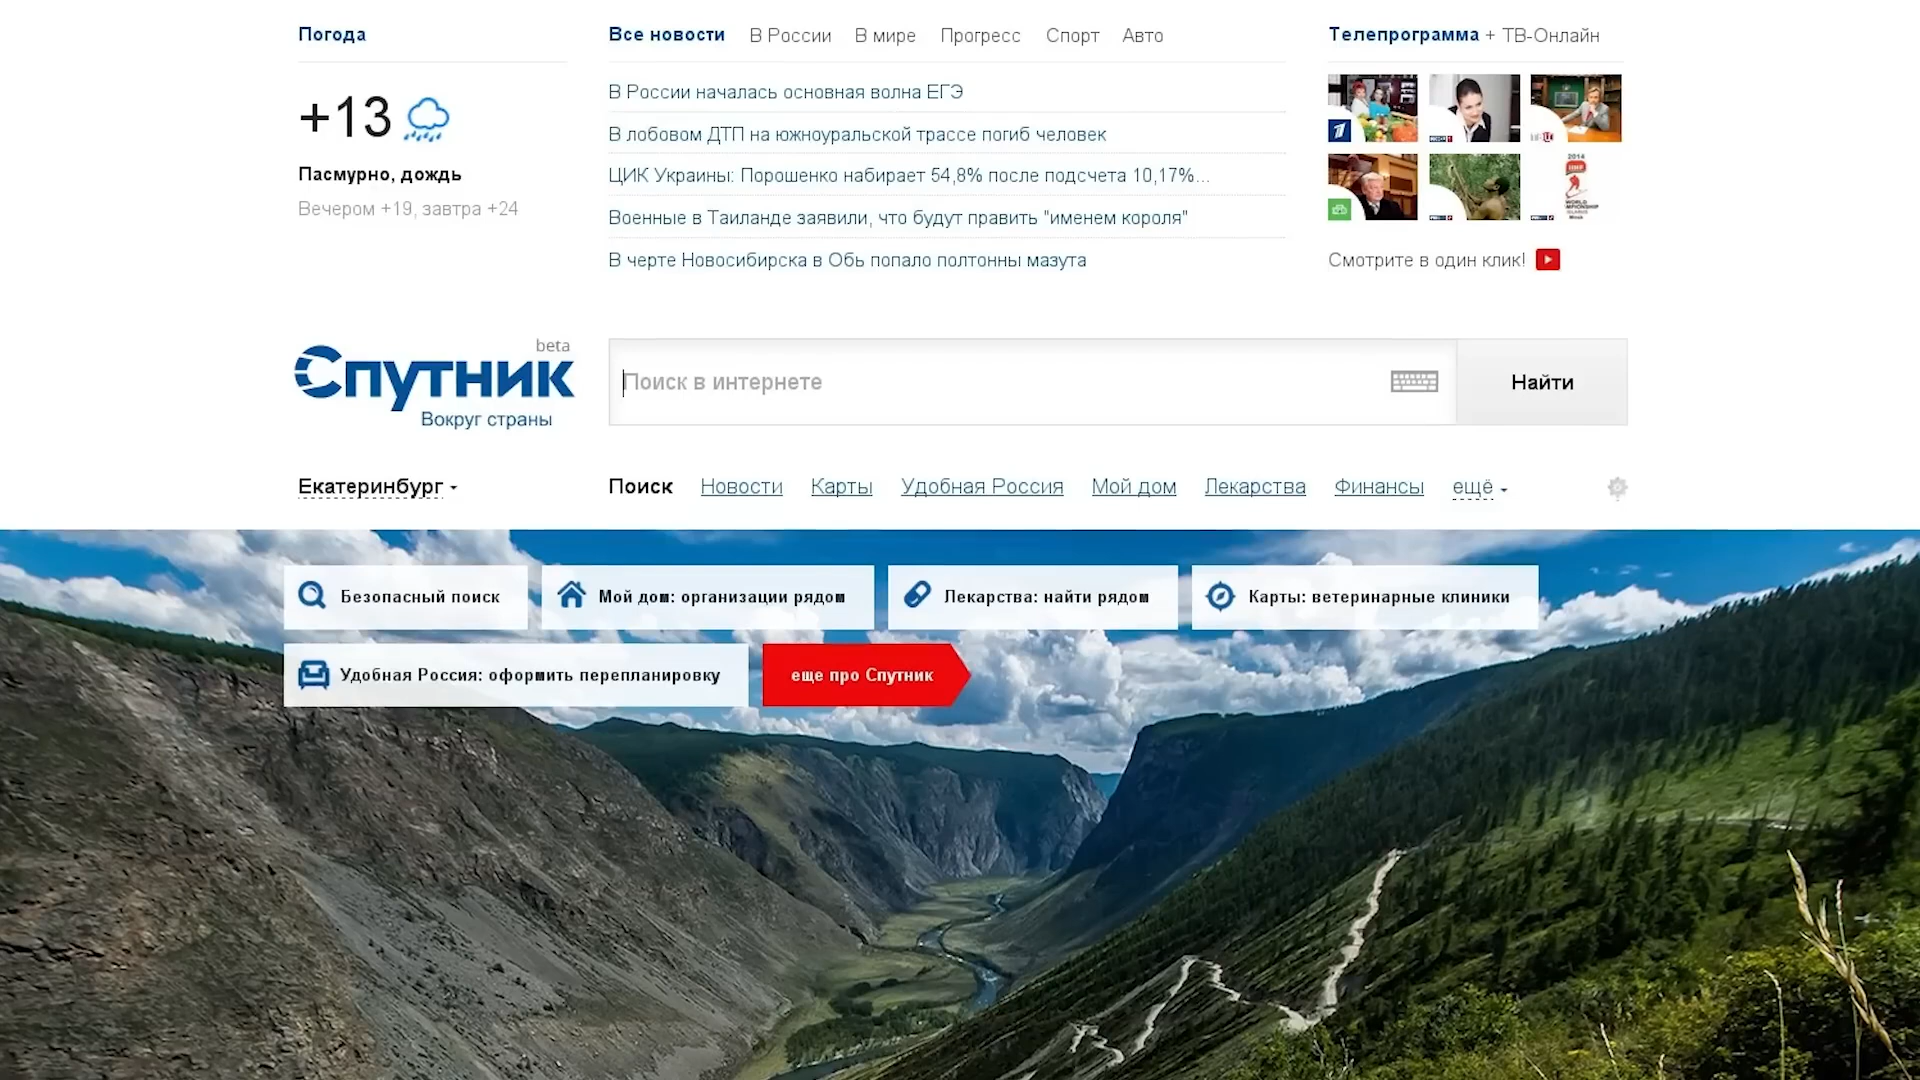 Погода
Все новости В России В мире Прогресс Спорт Авто
Телепрограмма + ТВ-Онлайн
+13
Пасмурно, дождь
Вечером +19, завтра +24
В России началась основная волна ЕГЭ
В лобовом ДТП на южноуральской трассе погиб человек
ЦИК Украины: Порошенко набирает 54,8% после подсчета 10,17%...
Военные в Таиланде заявили, что будут править "именем короля"
В черте Новосибирска в Обь попало полтонны мазута
2014
WORLD
Minsk
Смотрите в один клик!
Спутник beta
Вокруг страны
Поиск в интернете
Найти
Екатеринбург
Поиск Новости Карты Удобная Россия Мой дом Лекарства Финансы ещё
Безопасный поиск
Мой дом: организации рядом
Лекарства: найти рядом
Карты: ветеринарные клиники
Удобная Россия: оформить перепланировку
еще про Спутник